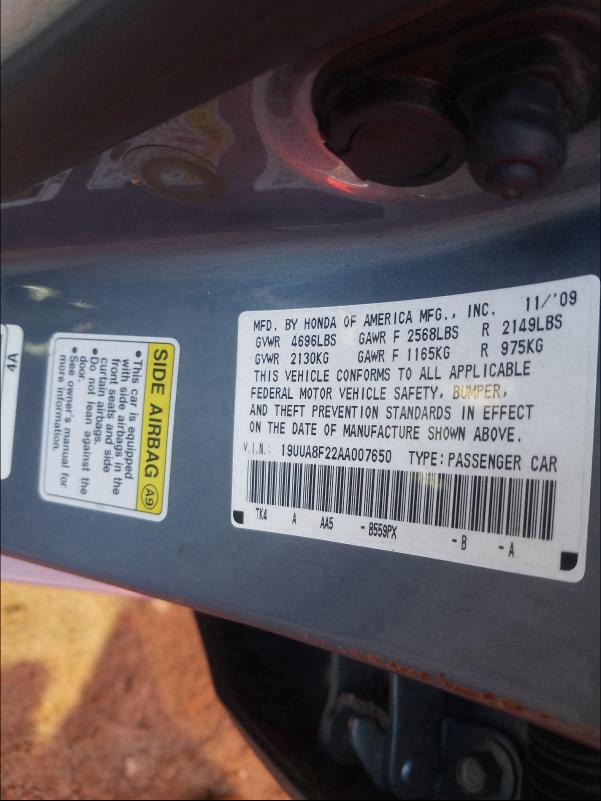 4A
SIDE AIRBAG A9
•This car is equipped
with side airbags in the
front seats and side
curtain airbags.
•Do not lean against the
door.
•See owner's manual for
more information.
MFD. BY HONDA OF AMERICA MFG., INC. 11/'09
GVWR 4696LBS GAWR F 2568LBS R 2149LBS
GVWR 2130KG GAWR F 1165KG R 975KG
THIS VEHICLE CONFORMS TO ALL APPLICABLE
FEDERAL MOTOR VEHICLE SAFETY, BUMPER,
AND THEFT PREVENTION STANDARDS IN EFFECT
ON THE DATE OF MANUFACTURE SHOWN ABOVE.
V.I.N.: 19UUA8F22AA007650 TYPE:PASSENGER CAR
TK4 A AA5 -B559PX -B -A